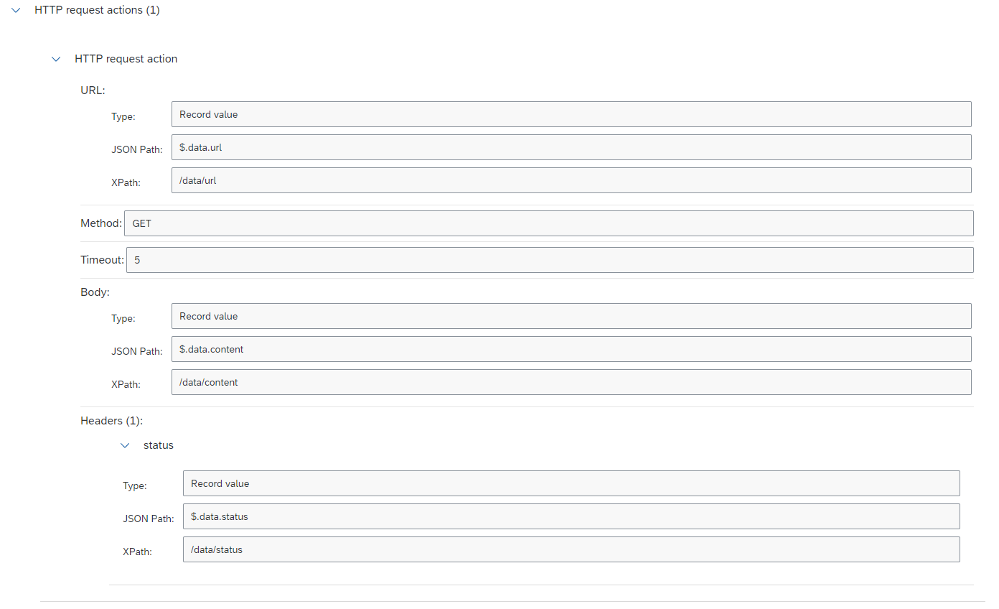 HTTP request actions (1)
HTTP request action
URL:
Type: Record value
JSON Path: $.data.url
XPath: /data/url
Method: GET
Timeout: 5
Body:
Type: Record value
JSON Path: $.data.content
XPath: /data/content
Headers (1):
status
Type: Record value
JSON Path: $.data.status
XPath: /data/status